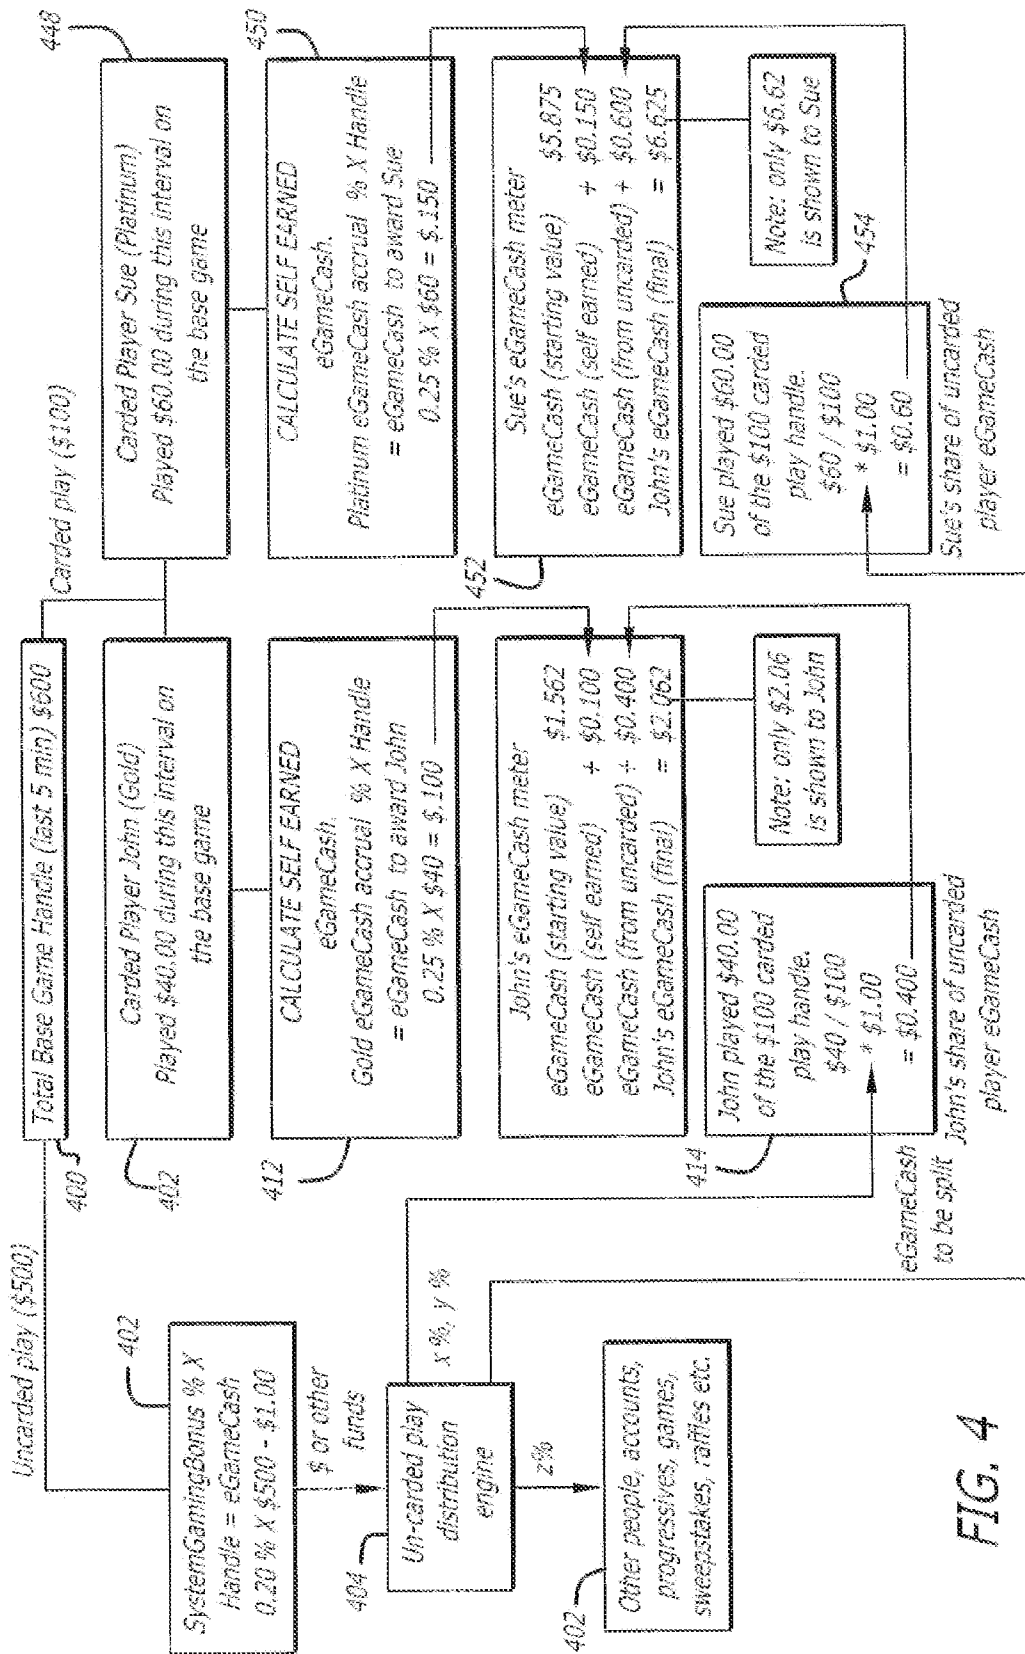 Uncarded play ($500)
Total Base Game Handle (last 5 min) $600
Carded play ($100)
400
402
SystemGamingBonus % X
Handle = eGameCash
0.20 % X $500 - $1.00
$ or other
funds
404
Un-carded play
distribution
engine
x %, y %
z%
402
Other people, accounts,
progressives, games,
sweepstakes, raffles etc.
402
Carded Player John (Gold)
Played $40.00 during this interval on
the base game
412
CALCULATE SELF EARNED
eGameCash.
Gold eGameCash accrual % X Handle
= eGameCash to award John
0.25 % X $40 = $.100
John's eGameCash meter
eGameCash (starting value) $1.562
eGameCash (self earned) + $0.100
eGameCash (from uncarded) + $0.400
John's eGameCash (final) = $2.062
Note: only $2.06
is shown to John
414
John played $40.00
of the $100 carded
play handle.
$40 / $100
* $1.00
= $0.400
eGameCash
to be split
John's share of uncarded
player eGameCash
448
Carded Player Sue (Platinum)
Played $60.00 during this interval on
the base game
450
CALCULATE SELF EARNED
eGameCash.
Platinum eGameCash accrual % X Handle
= eGameCash to award Sue
0.25 % X $60 = $.150
452
Sue's eGameCash meter
eGameCash (starting value) $5.875
eGameCash (self earned) + $0.150
eGameCash (from uncarded) + $0.600
John's eGameCash (final) = $6.625
Note: only $6.62
is shown to Sue
454
Sue played $60.00
of the $100 carded
play handle.
$60 / $100
* $1.00
= $0.60
Sue's share of uncarded
player eGameCash
FIG. 4